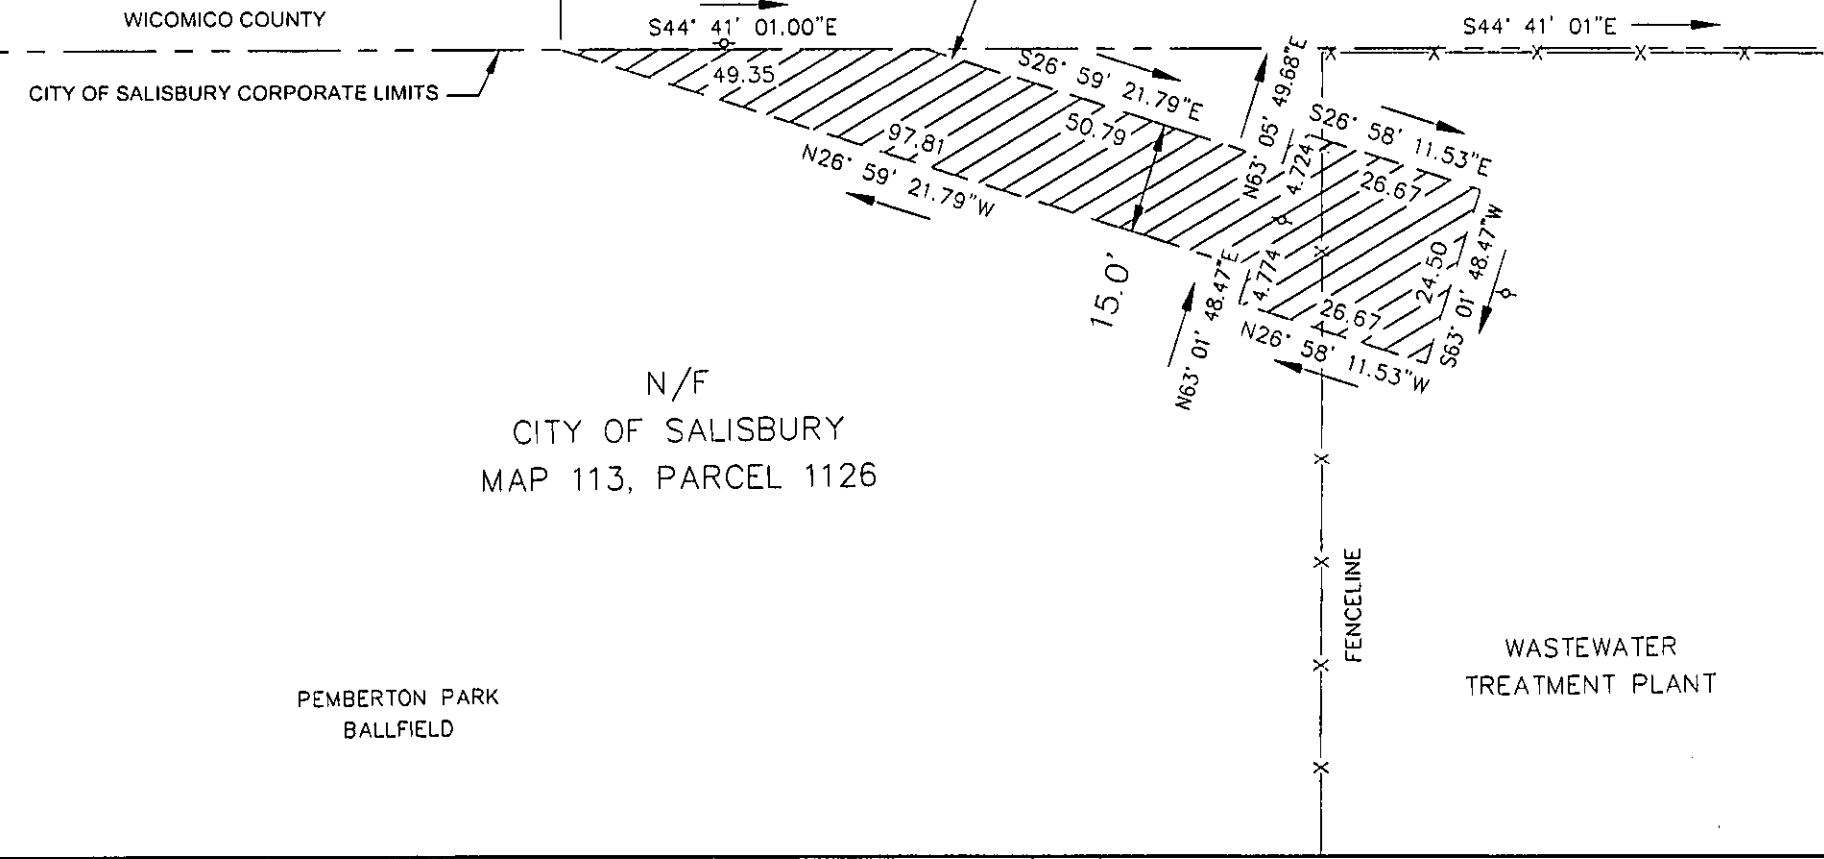 WICOMICO COUNTY
S44° 41' 01.00"E
S44° 41' 01"E
CITY OF SALISBURY CORPORATE LIMITS
49.35
S26° 59' 21.79"E
N63° 05' 49.68"E
S26° 58' 11.53"E
97.81
50.79
4.724
26.67
N26° 59' 21.79"W
15.0'
N63° 01' 48.47"E
4.774
26.67
24.50
S63° 01' 48.47"W
N26° 58' 11.53"W
N/F
CITY OF SALISBURY
MAP 113, PARCEL 1126
FENCELINE
WASTEWATER
TREATMENT PLANT
PEMBERTON PARK
BALLFIELD